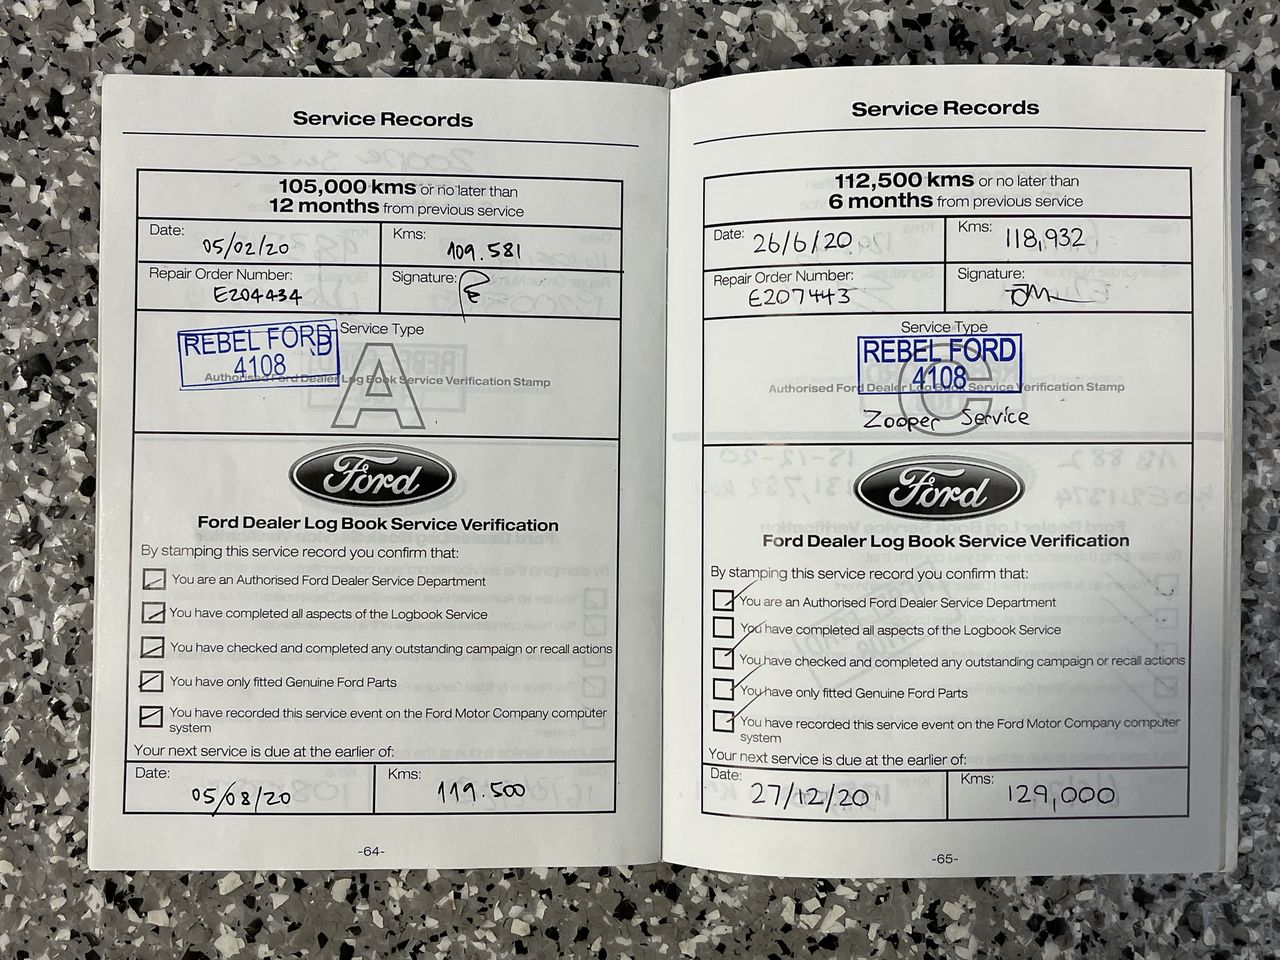 Service Records
105,000 kms or no later than
12 months from previous service
Date: 05/02/20
Kms: 109.581
Repair Order Number: E204434
Signature:
Service Type
REBEL FORD
4108
Authorised Ford Dealer Log Book Service Verification Stamp
A
Ford
Ford Dealer Log Book Service Verification
By stamping this service record you confirm that:
You are an Authorised Ford Dealer Service Department
You have completed all aspects of the Logbook Service
You have checked and completed any outstanding campaign or recall actions
You have only fitted Genuine Ford Parts
You have recorded this service event on the Ford Motor Company computer
system
Your next service is due at the earlier of:
Date: 05/08/20
Kms: 119.500
-64-
Service Records
112,500 kms or no later than
6 months from previous service
Date: 26/6/20
Kms: 118,932
Repair Order Number: E207443
Signature:
Service Type
REBEL FORD
4108
Authorised Ford Dealer Log Book Service Verification Stamp
C
Zooper Service
Ford
Ford Dealer Log Book Service Verification
By stamping this service record you confirm that:
You are an Authorised Ford Dealer Service Department
You have completed all aspects of the Logbook Service
You have checked and completed any outstanding campaign or recall actions
You have only fitted Genuine Ford Parts
You have recorded this service event on the Ford Motor Company computer
system
Your next service is due at the earlier of:
Date: 27/12/20
Kms: 129,000
-65-